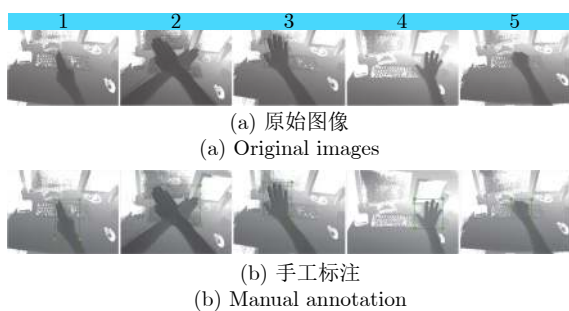 1 2 3 4 5
(a) 原始图像
(a) Original images
(b) 手工标注
(b) Manual annotation